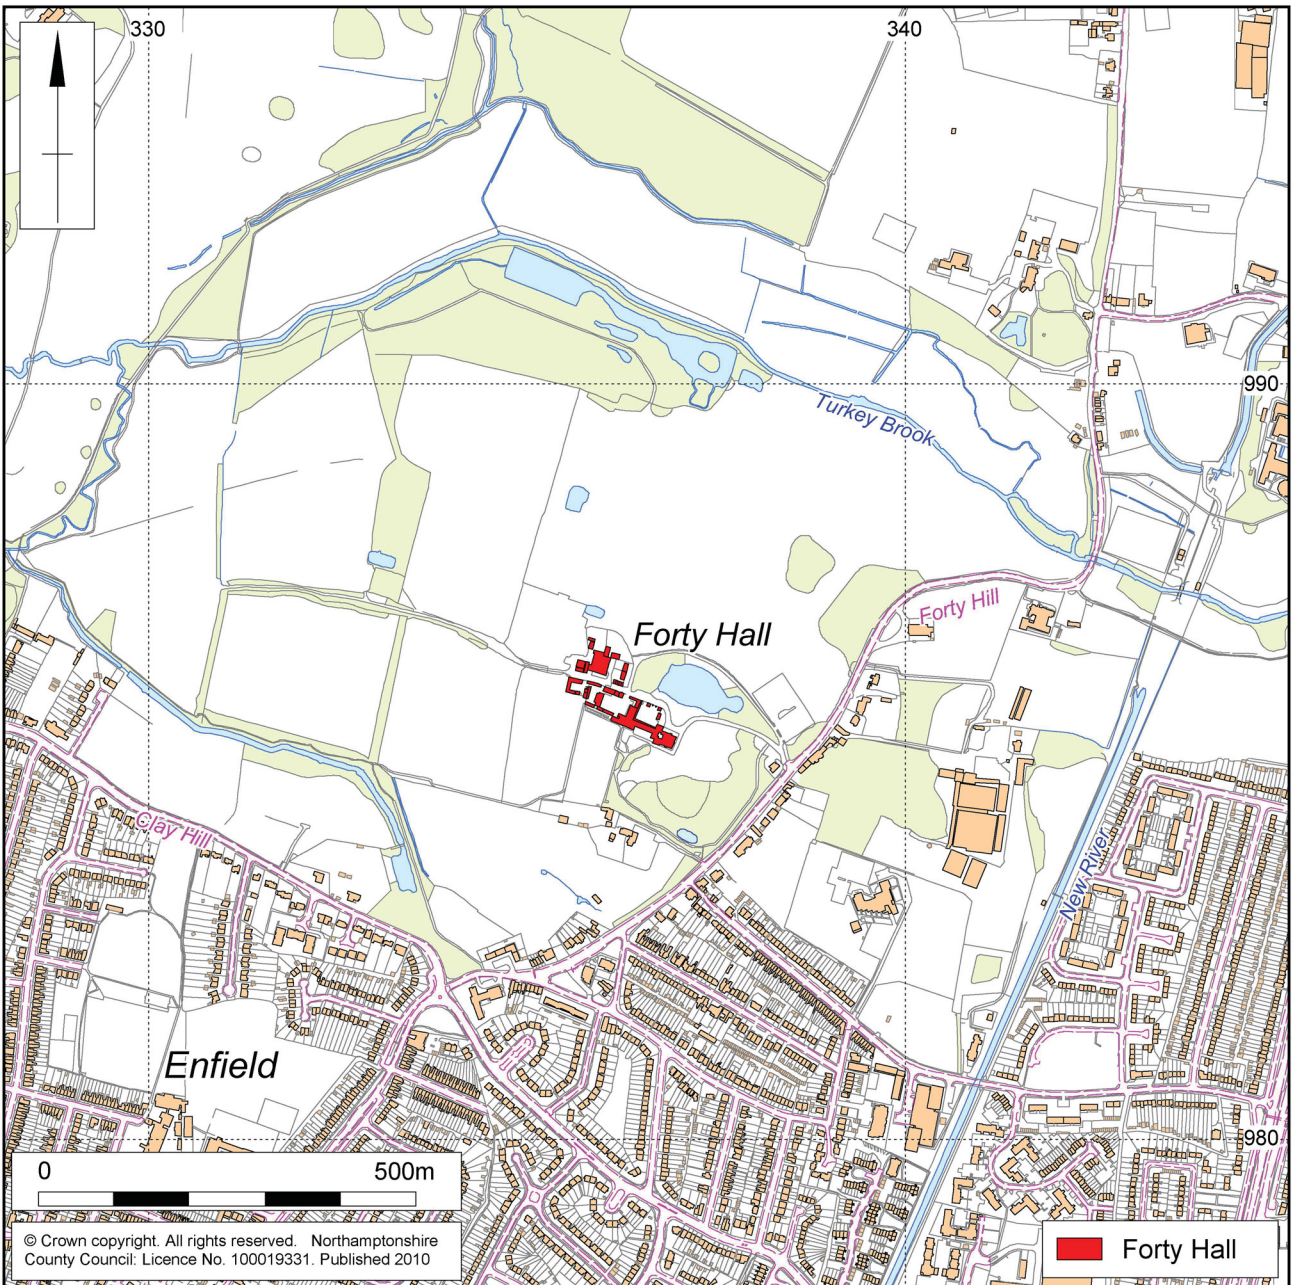 330
340
990
Turkey Brook
Forty Hill
Forty Hall
Clay Hill
New River
Enfield
980
0 500m
© Crown copyright. All rights reserved. Northamptonshire
County Council: Licence No. 100019331. Published 2010
Forty Hall